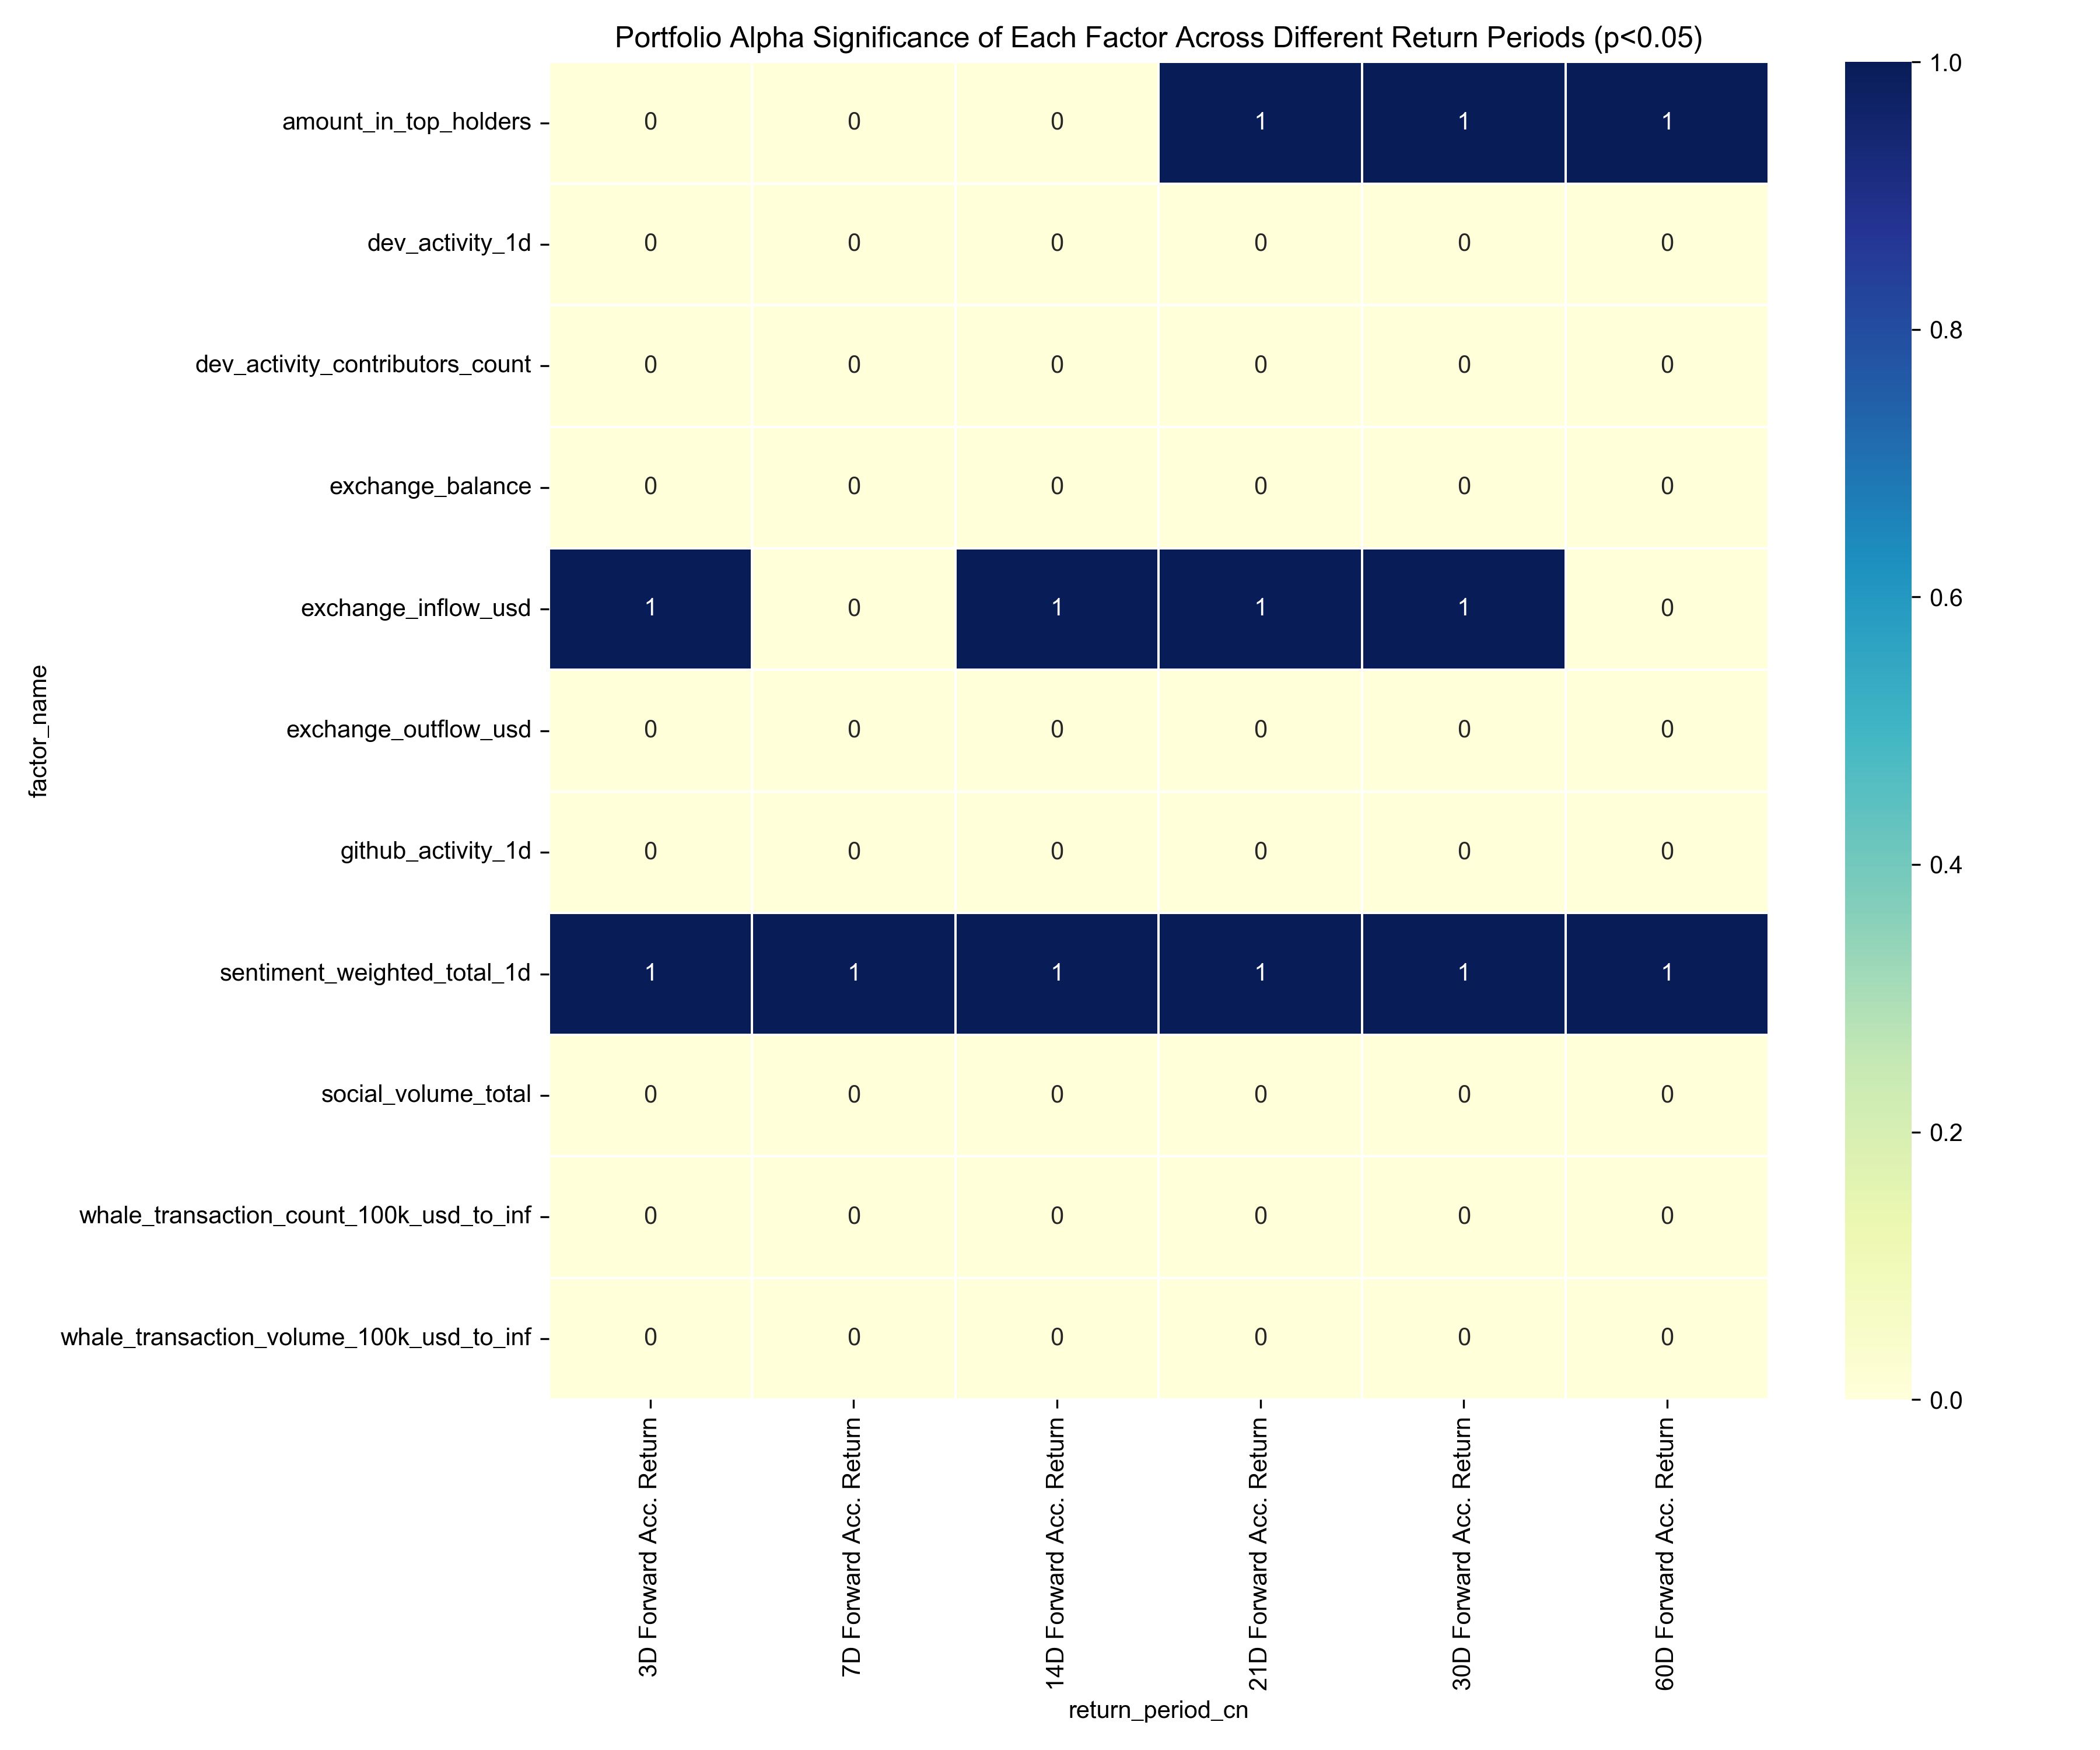 Portfolio Alpha Significance of Each Factor Across Different Return Periods (p<0.05)
factor_name
amount_in_top_holders 0 0 0 1 1 1
dev_activity_1d 0 0 0 0 0 0
dev_activity_contributors_count 0 0 0 0 0 0
exchange_balance 0 0 0 0 0 0
exchange_inflow_usd 1 0 1 1 1 0
exchange_outflow_usd 0 0 0 0 0 0
github_activity_1d 0 0 0 0 0 0
sentiment_weighted_total_1d 1 1 1 1 1 1
social_volume_total 0 0 0 0 0 0
whale_transaction_count_100k_usd_to_inf 0 0 0 0 0 0
whale_transaction_volume_100k_usd_to_inf 0 0 0 0 0 0
3D Forward Acc. Return
7D Forward Acc. Return
14D Forward Acc. Return
21D Forward Acc. Return
30D Forward Acc. Return
60D Forward Acc. Return
return_period_cn
1.0
0.8
0.6
0.4
0.2
0.0